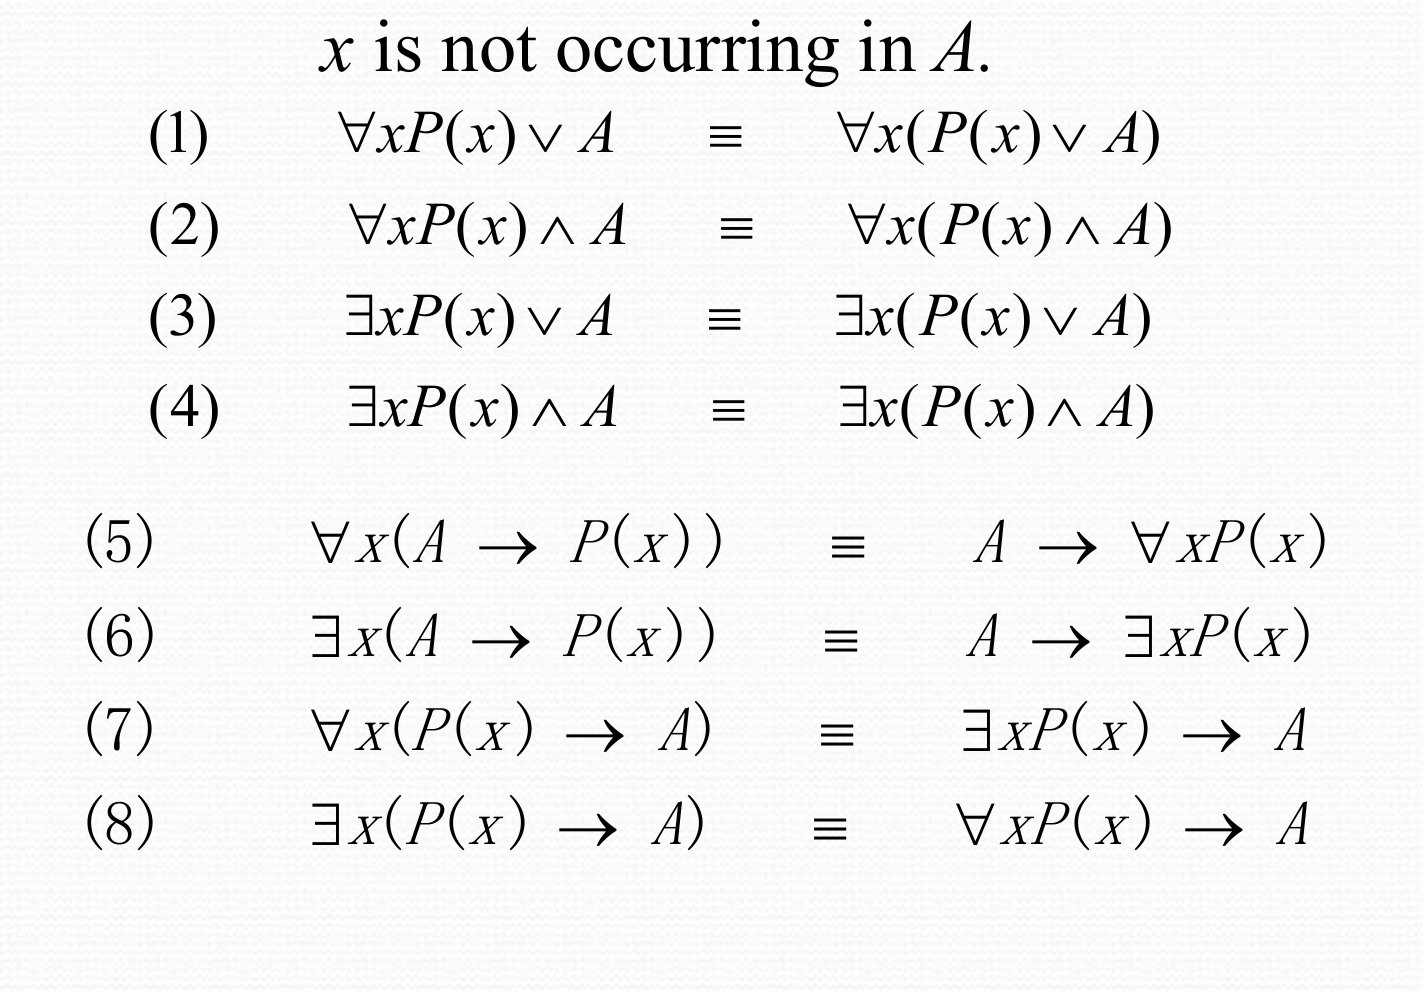 x is not occurring in A.
(1) ∀xP(x) ∨ A ≡ ∀x(P(x) ∨ A)
(2) ∀xP(x) ∧ A ≡ ∀x(P(x) ∧ A)
(3) ∃xP(x) ∨ A ≡ ∃x(P(x) ∨ A)
(4) ∃xP(x) ∧ A ≡ ∃x(P(x) ∧ A)
(5) ∀x(A → P(x)) ≡ A → ∀xP(x)
(6) ∃x(A → P(x)) ≡ A → ∃xP(x)
(7) ∀x(P(x) → A) ≡ ∃xP(x) → A
(8) ∃x(P(x) → A) ≡ ∀xP(x) → A